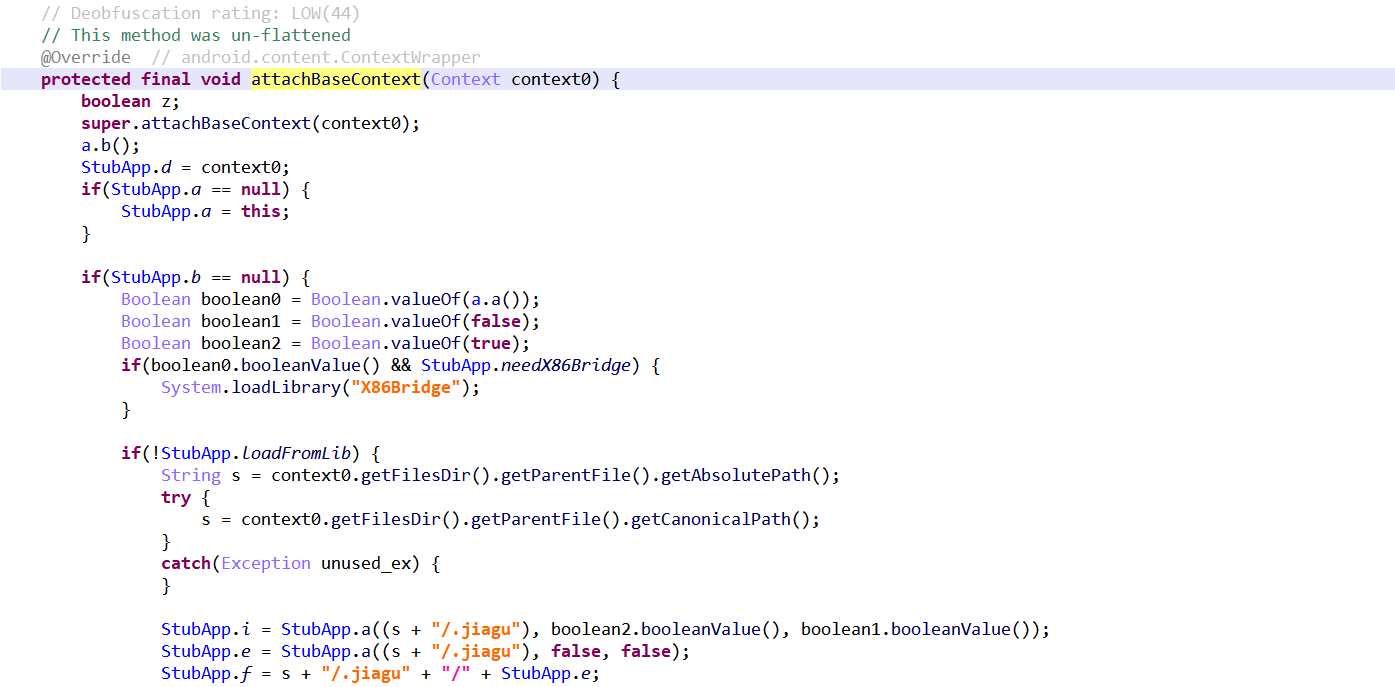 // Deobfuscation rating: LOW(44)
// This method was un-flattened
@Override  // android.content.ContextWrapper
protected final void attachBaseContext(Context context0) {
    boolean z;
    super.attachBaseContext(context0);
    a.b();
    StubApp.d = context0;
    if(StubApp.a == null) {
        StubApp.a = this;
    }

    if(StubApp.b == null) {
        Boolean boolean0 = Boolean.valueOf(a.a());
        Boolean boolean1 = Boolean.valueOf(false);
        Boolean boolean2 = Boolean.valueOf(true);
        if(boolean0.booleanValue() && StubApp.needX86Bridge) {
            System.loadLibrary("X86Bridge");
        }

        if(!StubApp.loadFromLib) {
            String s = context0.getFilesDir().getParentFile().getAbsolutePath();
            try {
                s = context0.getFilesDir().getParentFile().getCanonicalPath();
            }
            catch(Exception unused_ex) {
            }

            StubApp.i = StubApp.a((s + "/.jiagu"), boolean2.booleanValue(), boolean1.booleanValue());
            StubApp.e = StubApp.a((s + "/.jiagu"), false, false);
            StubApp.f = s + "/.jiagu" + "/" + StubApp.e;